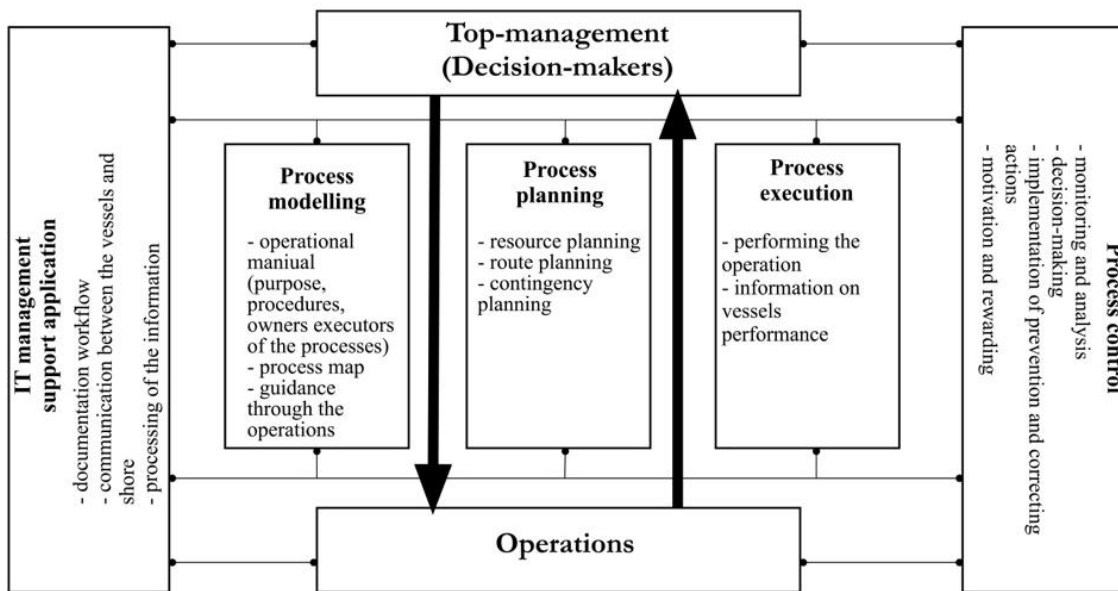 Top-management
(Decision-makers)
IT management
support application
- documentation workflow
- communication between the vessels and
shore
- processing of the information
Process
modelling
- operational
maniual
(purpose,
procedures,
owners executors
of the processes)
- process map
- guidance
through the
operations
Process
planning
- resource planning
- route planning
- contingency
planning
Process
execution
- performing the
operation
- information on
vessels
performance
Process control
- monitoring and analysis
- decision-making
- implementation of prevention and correcting
actions
- motivation and rewarding
Operations